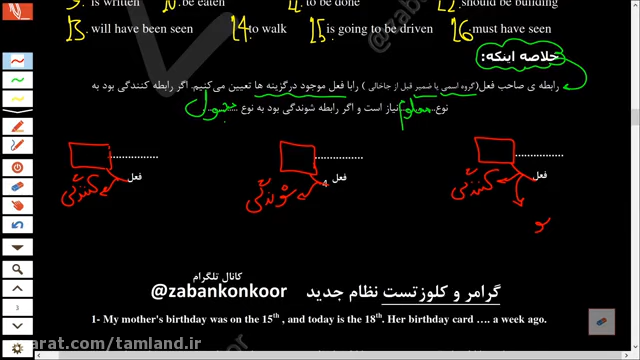 is written be eaten to be done 12. should be building
13. will have been seen 14 to walk 15 is going to be driven 16 must have seen
خلاصه اینکه:
رابطه ی صاحب فعل (گروه اسمی یا ضمیر قبل از جاخالی) را با فعل موجود در گزینه ها تعیین می‌کنیم. اگر رابطه کنندگی بود به
نوع ...معلوم... نیاز است و اگر رابطه شوندگی بود به نوع ...مجهول...
............... ............... ...............
فعل فعل فعل
کنندگی شوندگی کنندگی
کانال تلگرام
گرامر و کلوزتست نظام جدید @zabankonkoor
1- My mother's birthday was on the 15th , and today is the 18th . Her birthday card …. a week ago.
aparat.com/tamland.ir